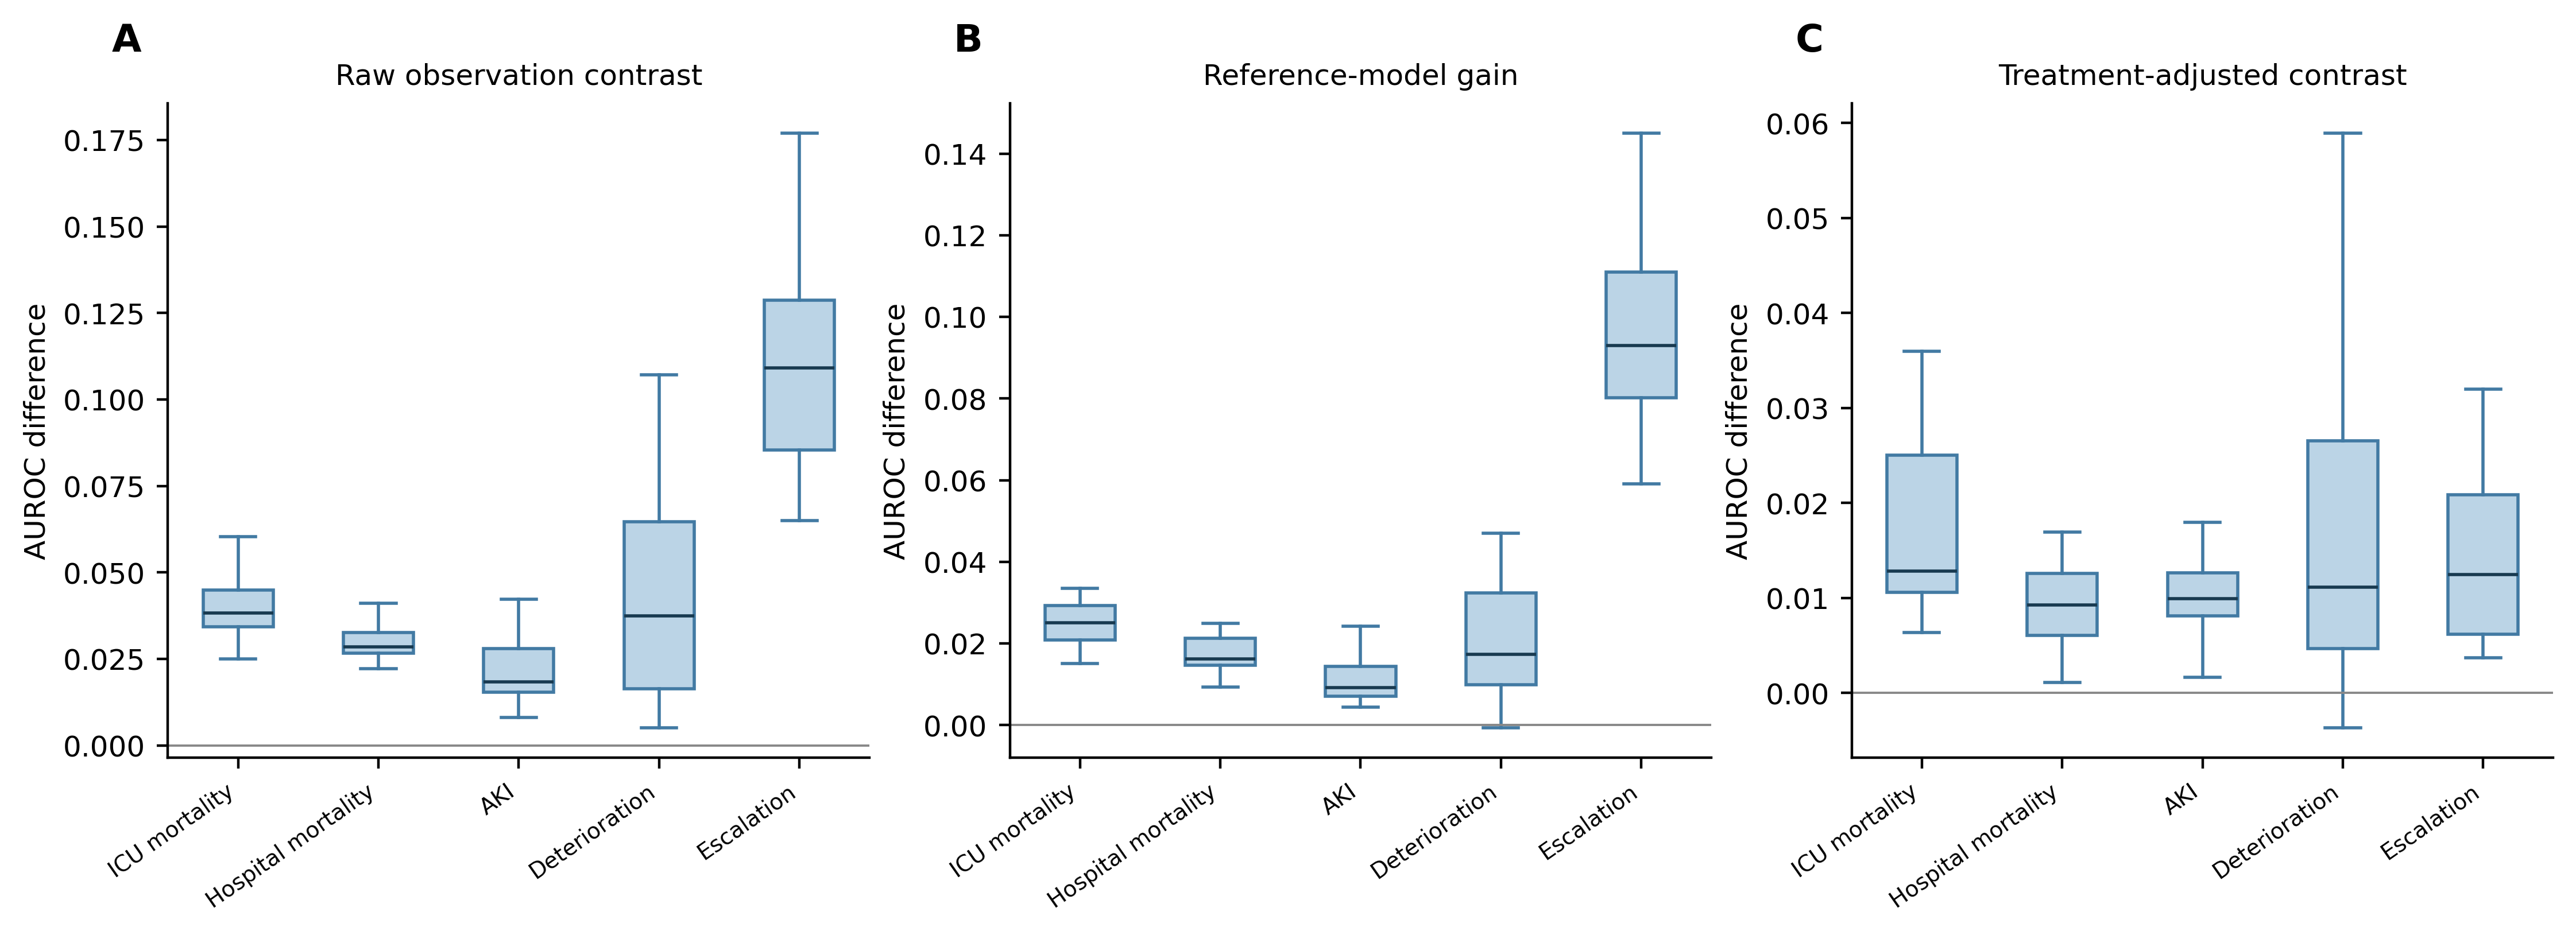 A
Raw observation contrast
AUROC difference
0.175
0.150
0.125
0.100
0.075
0.050
0.025
0.000
ICU mortality
Hospital mortality
AKI
Deterioration
Escalation
B
Reference-model gain
AUROC difference
0.14
0.12
0.10
0.08
0.06
0.04
0.02
0.00
ICU mortality
Hospital mortality
AKI
Deterioration
Escalation
C
Treatment-adjusted contrast
AUROC difference
0.06
0.05
0.04
0.03
0.02
0.01
0.00
ICU mortality
Hospital mortality
AKI
Deterioration
Escalation